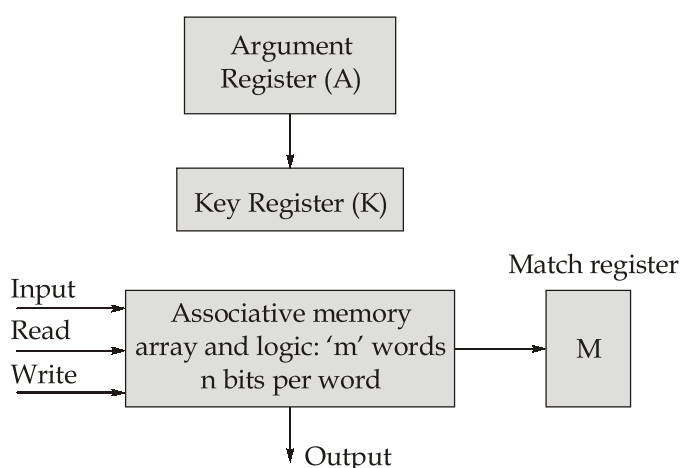 Argument
Register (A)
Key Register (K)
Match register
Input
Read
Write
Associative memory
array and logic: ‘m’ words
n bits per word
M
Output